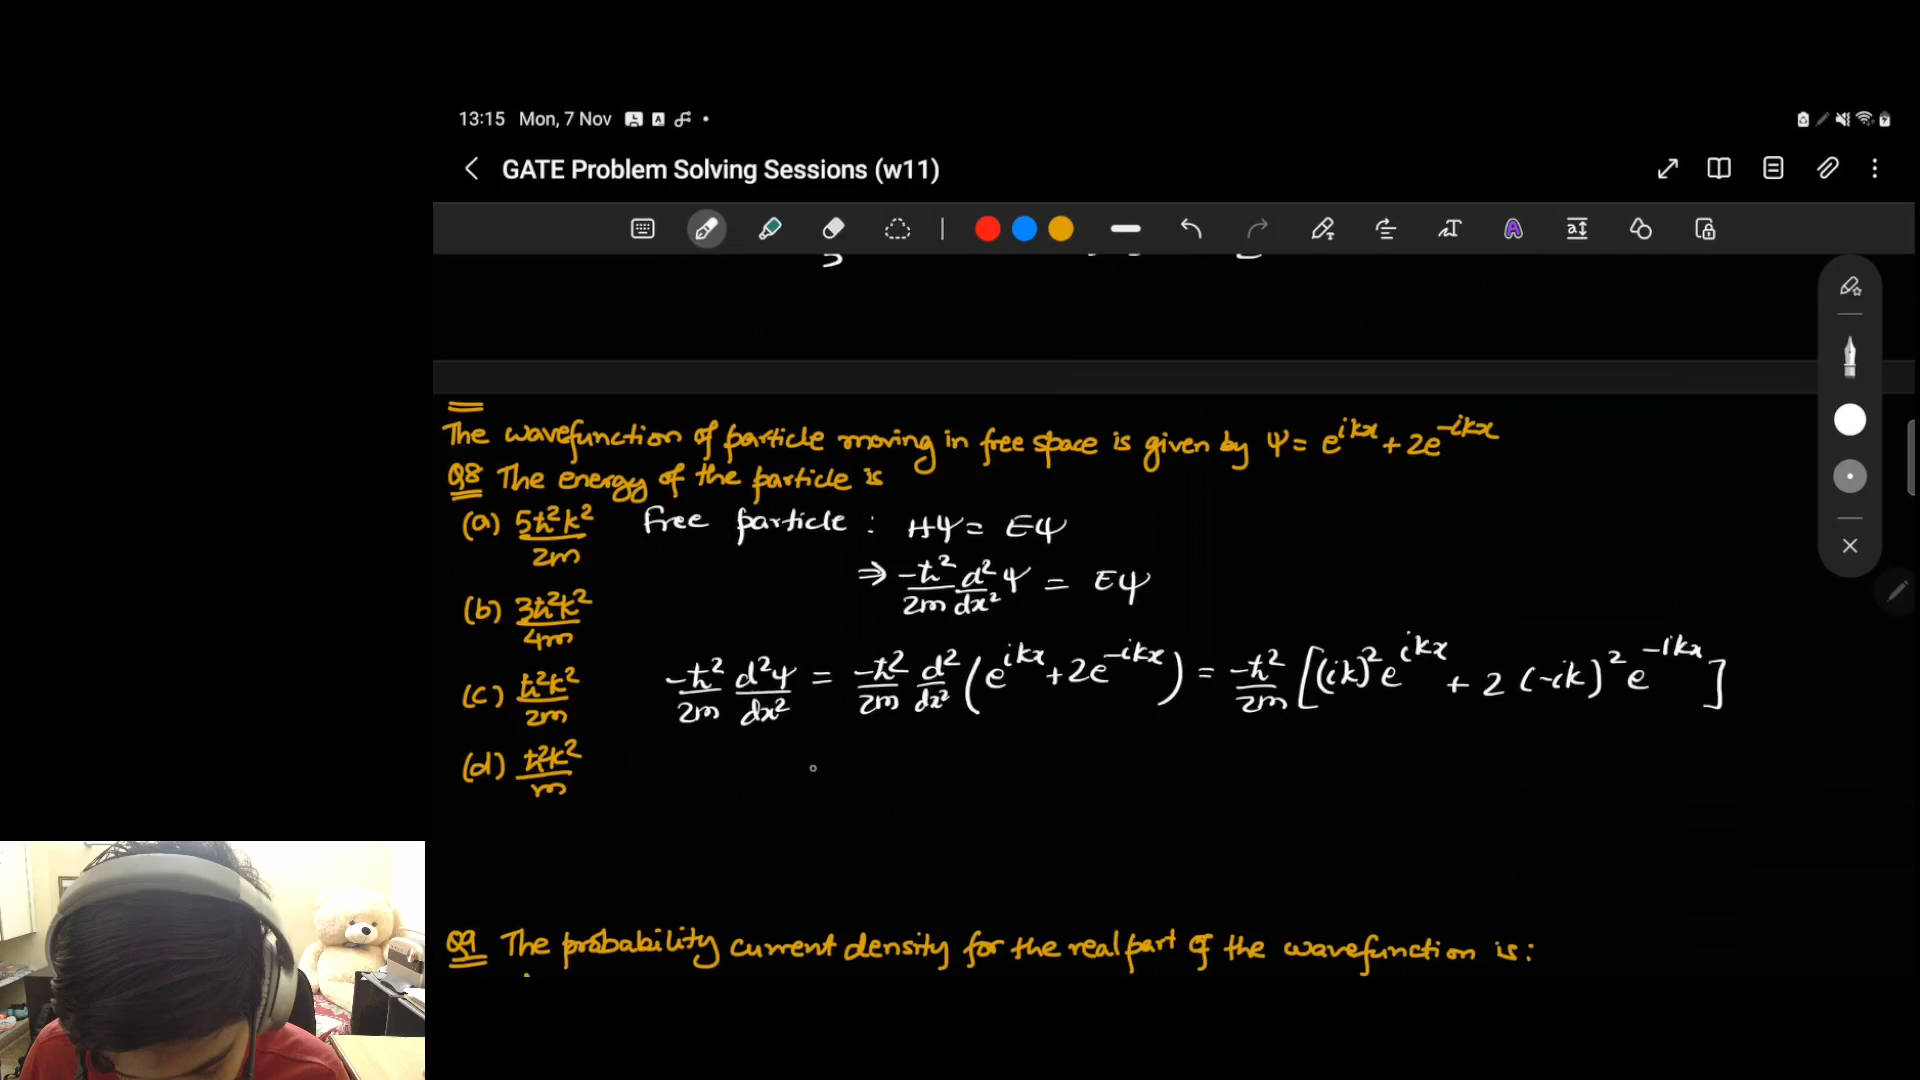 13:15 Mon, 7 Nov
GATE Problem Solving Sessions (w11)
The wavefunction of particle moving in free space is given by Ψ = e^{ikx} + 2e^{-ikx}
Q8 The energy of the particle is
(a) 5ℏ²k²/2m
Free particle : HΨ = EΨ
⇒ -ℏ²/2m d²/dx² Ψ = EΨ
(b) 3ℏ²k²/4m
(c) ℏ²k²/2m
-ℏ²/2m d²Ψ/dx² = -ℏ²/2m d²/dx² (e^{ikx} + 2e^{-ikx}) = -ℏ²/2m [(ik)² e^{ikx} + 2 (-ik)² e^{-ikx}]
(d) ℏ²k²/m
Q9 The probability current density for the real part of the wavefunction is: